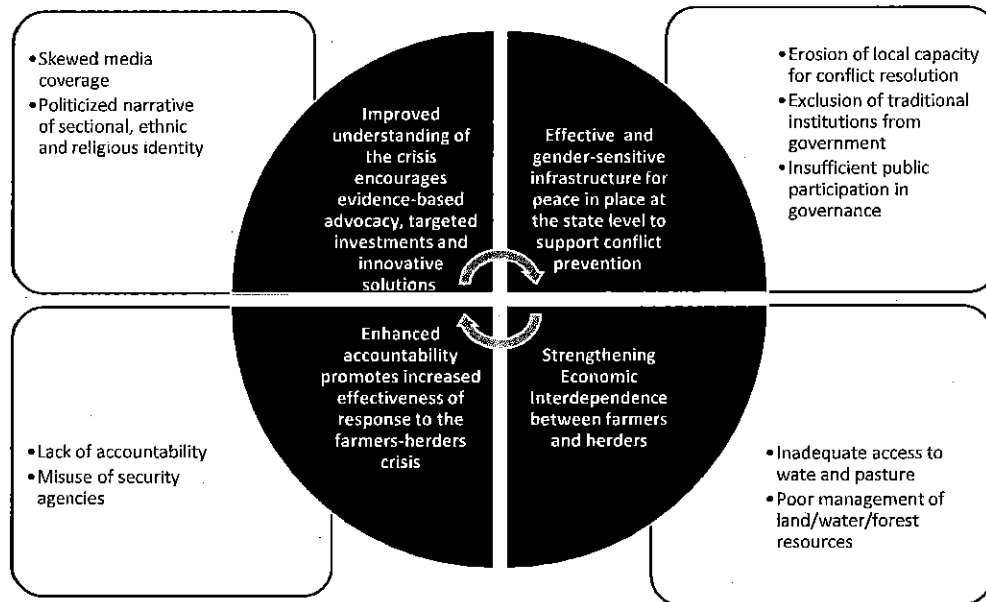 •Skewed media
coverage
•Politicized narrative
of sectional, ethnic
and religious identity
Improved
understanding of
the crisis
encourages
evidence-based
advocacy, targeted
investments and
innovative
solutions
Effective and
gender-sensitive
infrastructure for
peace in place at
the state level to
support conflict
prevention
•Erosion of local capacity
for conflict resolution
•Exclusion of traditional
institutions from
government
•Insufficient public
participation in
governance
•Lack of accountability
•Misuse of security
agencies
Enhanced
accountability
promotes increased
effectiveness of
response to the
farmers-herders
crisis
Strengthening
Economic
Interdependence
between farmers
and herders
•Inadequate access to
wate and pasture
•Poor management of
land/water/forest
resources